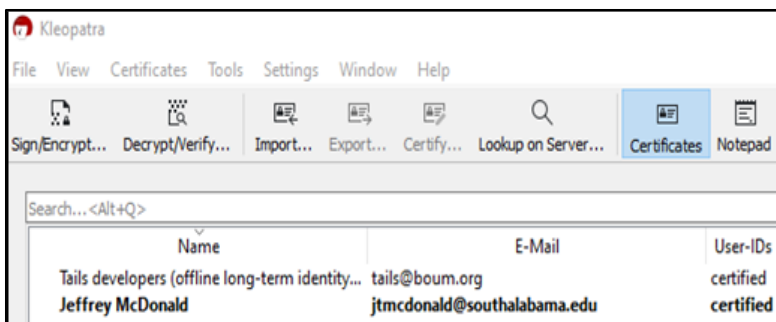 Kleopatra
File View Certificates Tools Settings Window Help
Sign/Encrypt... Decrypt/Verify... Import... Export... Certify... Lookup on Server... Certificates Notepad
Search...<Alt+Q>
Name E-Mail User-IDs
Tails developers (offline long-term identity... tails@boum.org certified
Jeffrey McDonald jtmcdonald@southalabama.edu certified